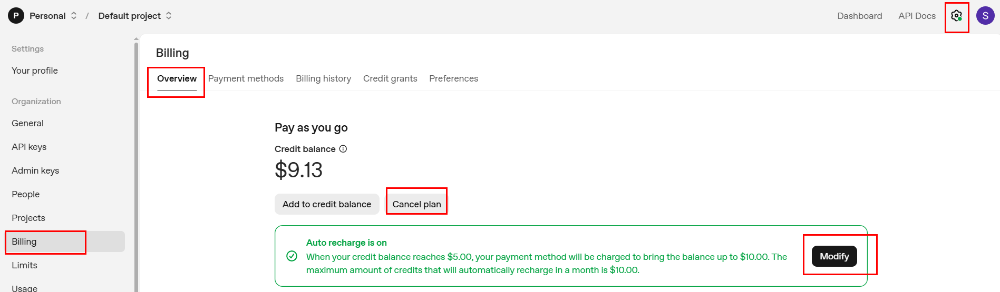 P Personal / Default project
Dashboard API Docs S
Settings
Your profile
Organization
General
API keys
Admin keys
People
Projects
Billing
Limits
Usage
Billing
Overview Payment methods Billing history Credit grants Preferences
Pay as you go
Credit balance
$9.13
Add to credit balance Cancel plan
Auto recharge is on
When your credit balance reaches $5.00, your payment method will be charged to bring the balance up to $10.00. The
maximum amount of credits that will automatically recharge in a month is $10.00.
Modify